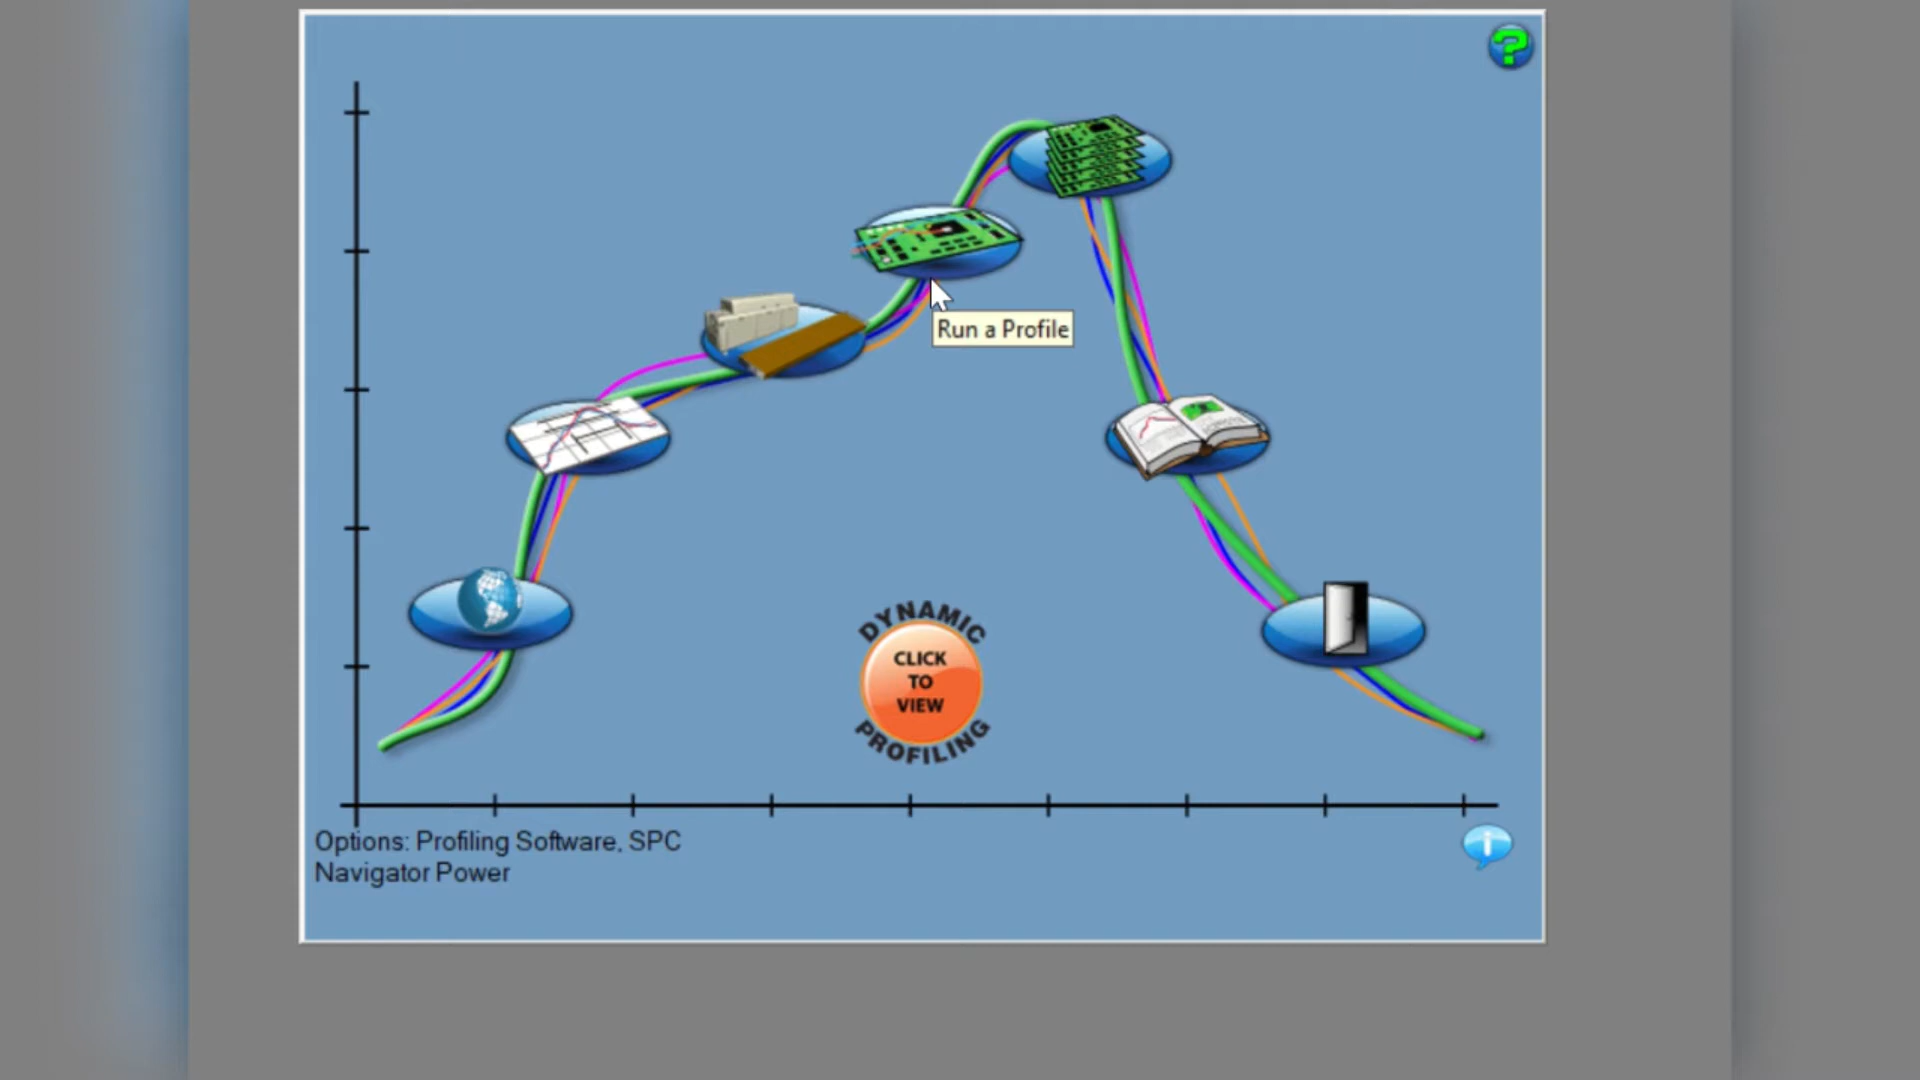 ?
Run a Profile
DYNAMIC
CLICK
TO
VIEW
PROFILING
Options: Profiling Software, SPC
Navigator Power
i